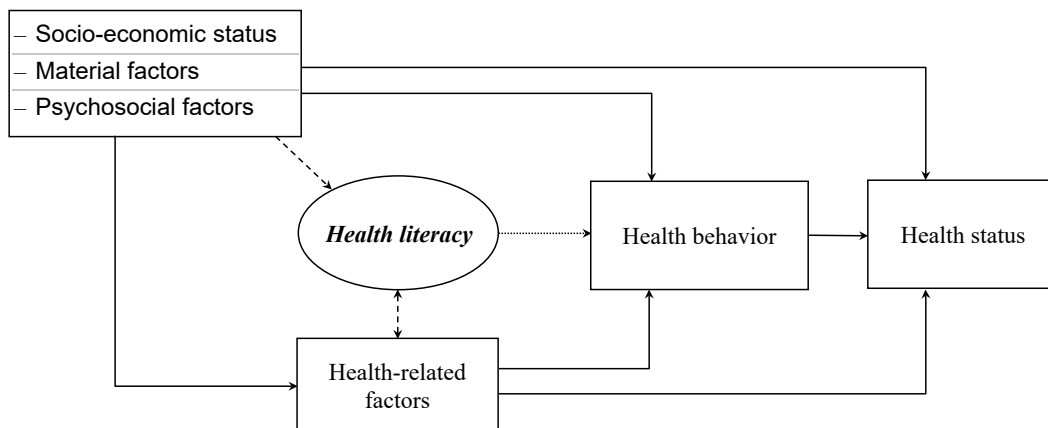 – Socio-economic status
– Material factors
– Psychosocial factors
Health literacy
Health behavior
Health status
Health-related
factors